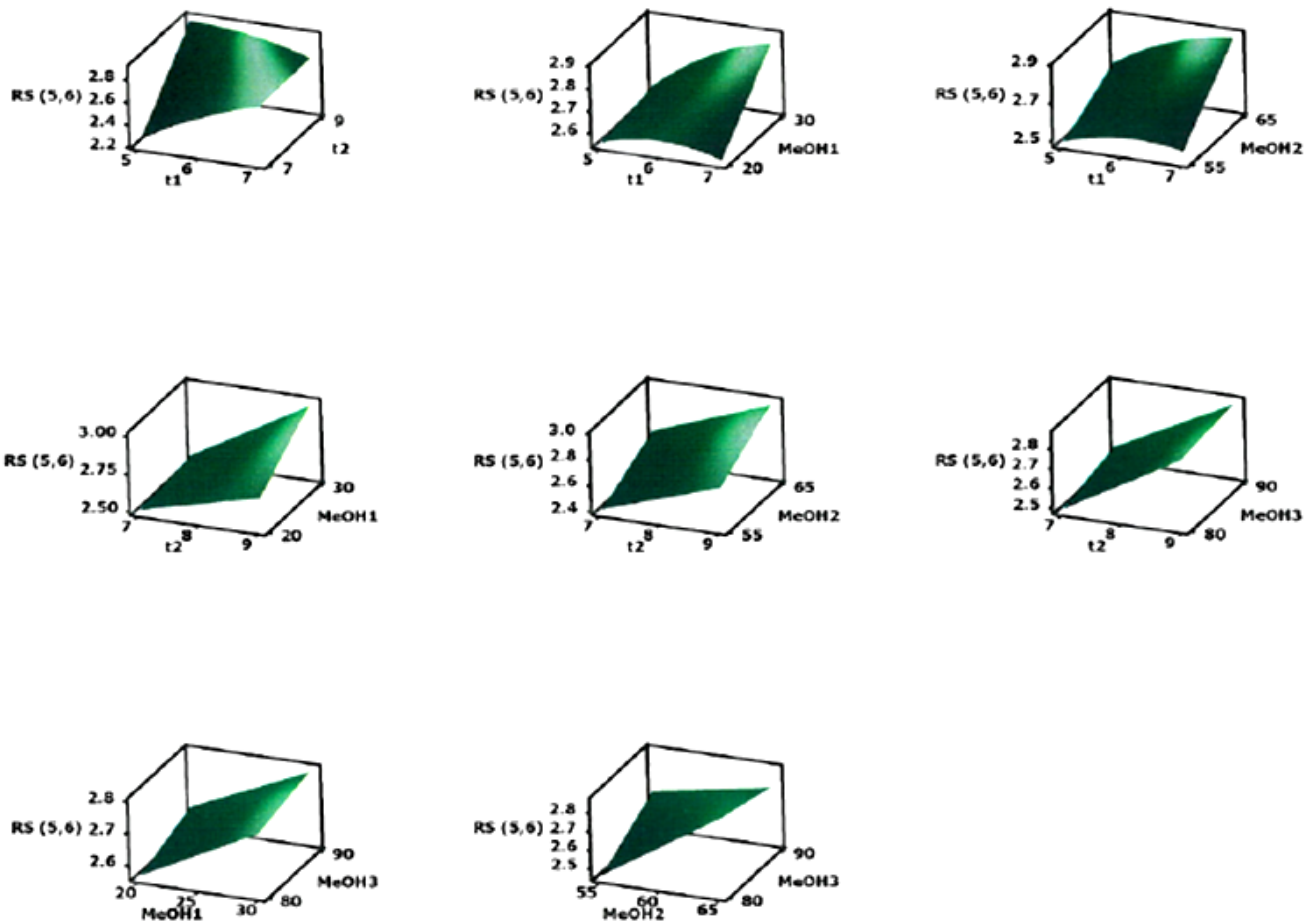 2.8
RS (5,6) 2.6
2.4
2.2
5 6 7
t1
7 9
t2
2.9
RS (5,6) 2.8
2.7
2.6
5 6 7
t1
20 30
MeOH1
2.9
RS (5,6)
2.7
2.5
5 6 7
t1
55 65
MeOH2
3.00
RS (5,6) 2.75
2.50
7 8 9
t2
20 30
MeOH1
3.0
RS (5,6) 2.8
2.6
2.4
7 8 9
t2
55 65
MeOH2
2.8
RS (5,6) 2.7
2.6
2.5
7 8 9
t2
80 90
MeOH3
2.8
RS (5,6) 2.7
2.6
20 25 30
MeOH1
80 90
MeOH3
2.8
RS (5,6) 2.7
2.6
2.5
55 60 65
MeOH2
80 90
MeOH3